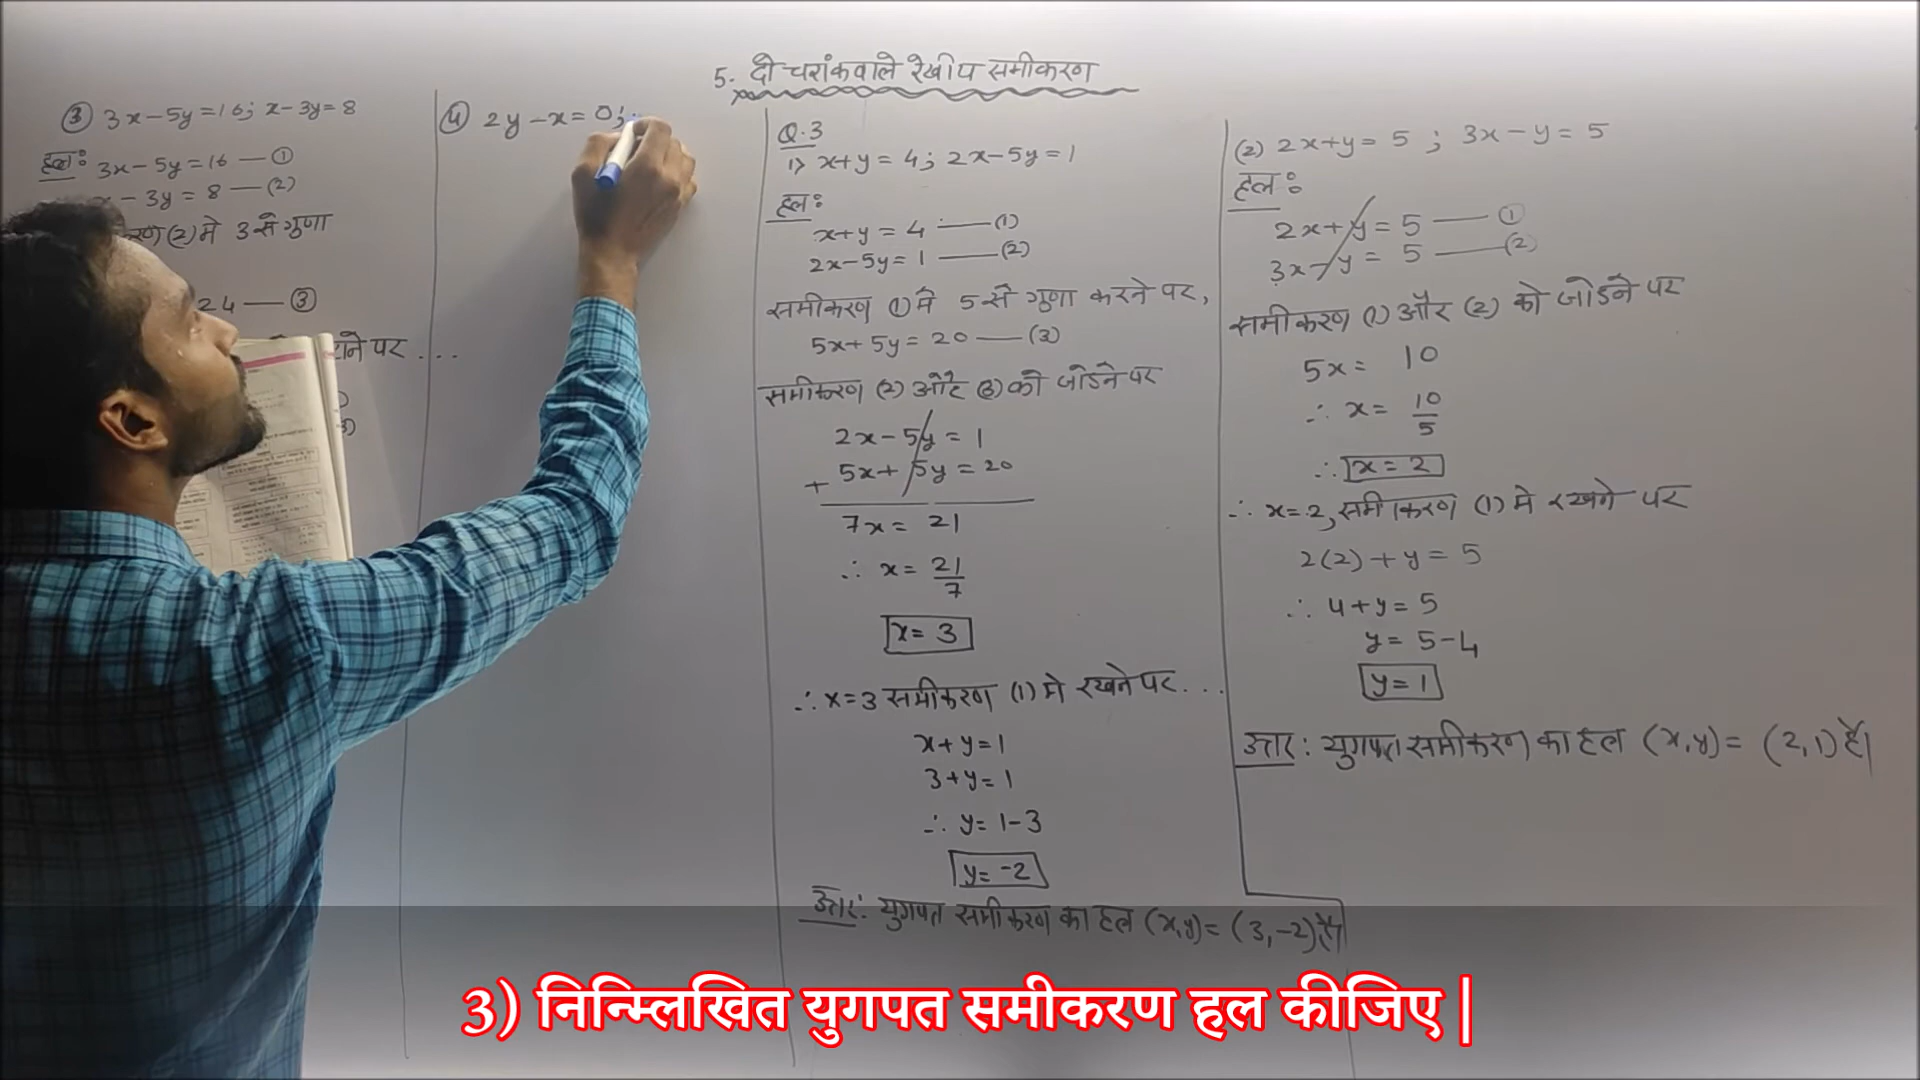 5. दो चरांकवाले रेखीय समीकरण
③ 3x-5y=16; x-3y=8
हल: 3x-5y=16 — ①
x-3y=8 — (2)
(2) मे 3 से गुणा
24 — ③
पर ...
④ 2y-x=0;
Q.3
1) x+y=4; 2x-5y=1
हल:
x+y=4 — (1)
2x-5y=1 — (2)
समीकरण ① मे 5 से गुणा करने पर,
5x+5y=20 — (3)
समीकरण (2) और (3) को जोडने पर
2x-5y=1
+ 5x+5y=20
7x=21
∴ x=21/7
x=3
∴ x=3 समीकरण (1) मे रखने पर...
x+y=1
3+y=1
∴ y=1-3
y=-2
उत्तर: युगपत समीकरण का हल (x,y)=(3,-2) है|
(2) 2x+y=5 ; 3x-y=5
हल:
2x+y=5 — ①
3x-y=5 — (2)
समीकरण (1) और (2) को जोडने पर
5x=10
∴ x=10/5
∴ x=2
∴ x=2, समीकरण (1) मे रखने पर
2(2)+y=5
∴ 4+y=5
y=5-4
y=1
उत्तर: युगपत समीकरण का हल (x,y)=(2,1) है|
3) निन्म्लिखित युगपत समीकरण हल कीजिए |